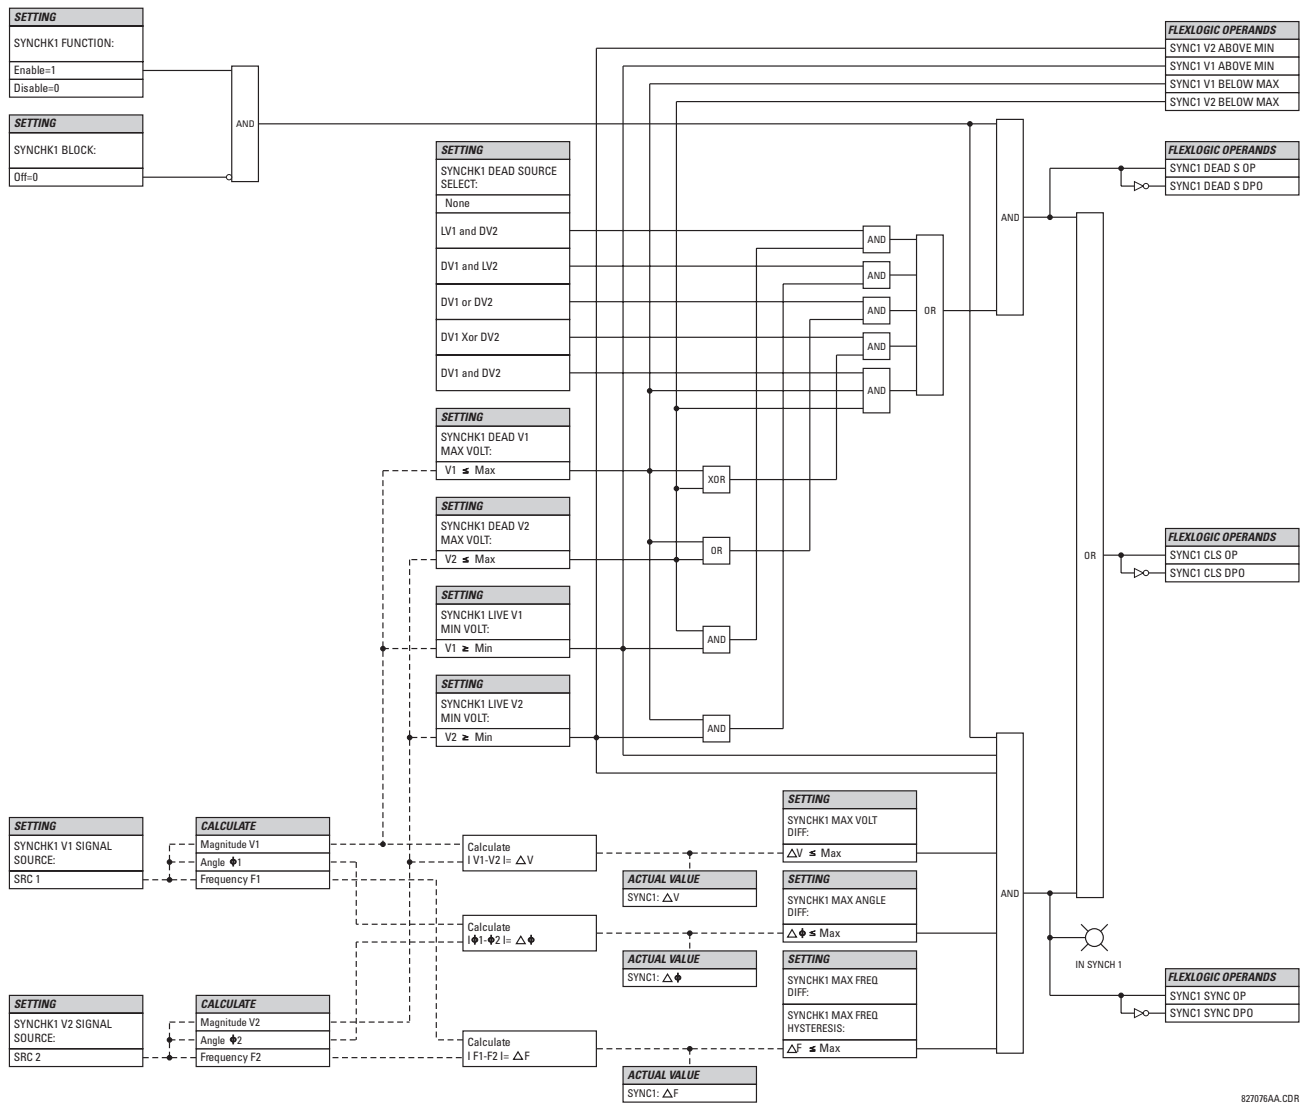 SETTING
SYNCHK1 FUNCTION:
Enable=1
Disable=0
SETTING
SYNCHK1 BLOCK:
Off=0
AND
SETTING
SYNCHK1 DEAD SOURCE
SELECT:
None
LV1 and DV2
DV1 and LV2
DV1 or DV2
DV1 Xor DV2
DV1 and DV2
SETTING
SYNCHK1 DEAD V1
MAX VOLT:
V1 ≤ Max
SETTING
SYNCHK1 DEAD V2
MAX VOLT:
V2 ≤ Max
SETTING
SYNCHK1 LIVE V1
MIN VOLT:
V1 ≥ Min
SETTING
SYNCHK1 LIVE V2
MIN VOLT:
V2 ≥ Min
XOR
OR
AND
AND
AND
AND
AND
AND
AND
OR
AND
FLEXLOGIC OPERANDS
SYNC1 V2 ABOVE MIN
SYNC1 V1 ABOVE MIN
SYNC1 V1 BELOW MAX
SYNC1 V2 BELOW MAX
FLEXLOGIC OPERANDS
SYNC1 DEAD S OP
SYNC1 DEAD S DPO
OR
FLEXLOGIC OPERANDS
SYNC1 CLS OP
SYNC1 CLS DPO
SETTING
SYNCHK1 V1 SIGNAL
SOURCE:
SRC 1
CALCULATE
Magnitude V1
Angle ϕ1
Frequency F1
SETTING
SYNCHK1 V2 SIGNAL
SOURCE:
SRC 2
CALCULATE
Magnitude V2
Angle ϕ2
Frequency F2
Calculate
I V1-V2 I= △V
Calculate
I ϕ1-ϕ2 I= △ϕ
Calculate
I F1-F2 I= △F
ACTUAL VALUE
SYNC1: △V
ACTUAL VALUE
SYNC1: △ϕ
ACTUAL VALUE
SYNC1: △F
SETTING
SYNCHK1 MAX VOLT
DIFF:
△V ≤ Max
SETTING
SYNCHK1 MAX ANGLE
DIFF:
△ϕ ≤ Max
SETTING
SYNCHK1 MAX FREQ
DIFF:
SYNCHK1 MAX FREQ
HYSTERESIS:
△F ≤ Max
AND
IN SYNCH 1
FLEXLOGIC OPERANDS
SYNC1 SYNC OP
SYNC1 SYNC DPO
827076AA.CDR